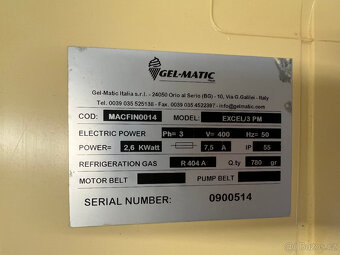 GEL-MATIC
Gel-Matic Italia s.r.l. - 24050 Orio al Serio (BG) - 10, Via G.Galilei - Italy
Tel. 0039 035 525138 - Fax. 0039 035 4522387 - info@gelmatic.com
COD: MACFIN0014 MODEL: EXCEL/3 PM
ELECTRIC POWER Ph= 3 V= 400 Hz= 50
POWER= 2,6 KWatt 7,5 A IP 55
REFRIGERATION GAS R 404 A Q.ty 780 gr
MOTOR BELT PUMP BELT
SERIAL NUMBER: 0900514